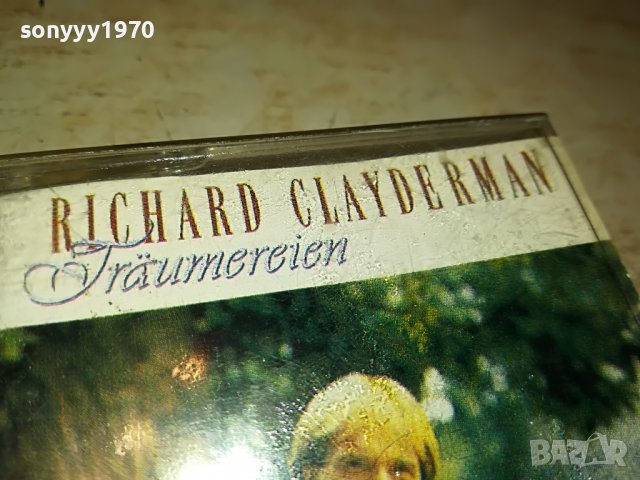 sonyyy1970
RICHARD CLAYDERMAN
Träumereien
BAZAR